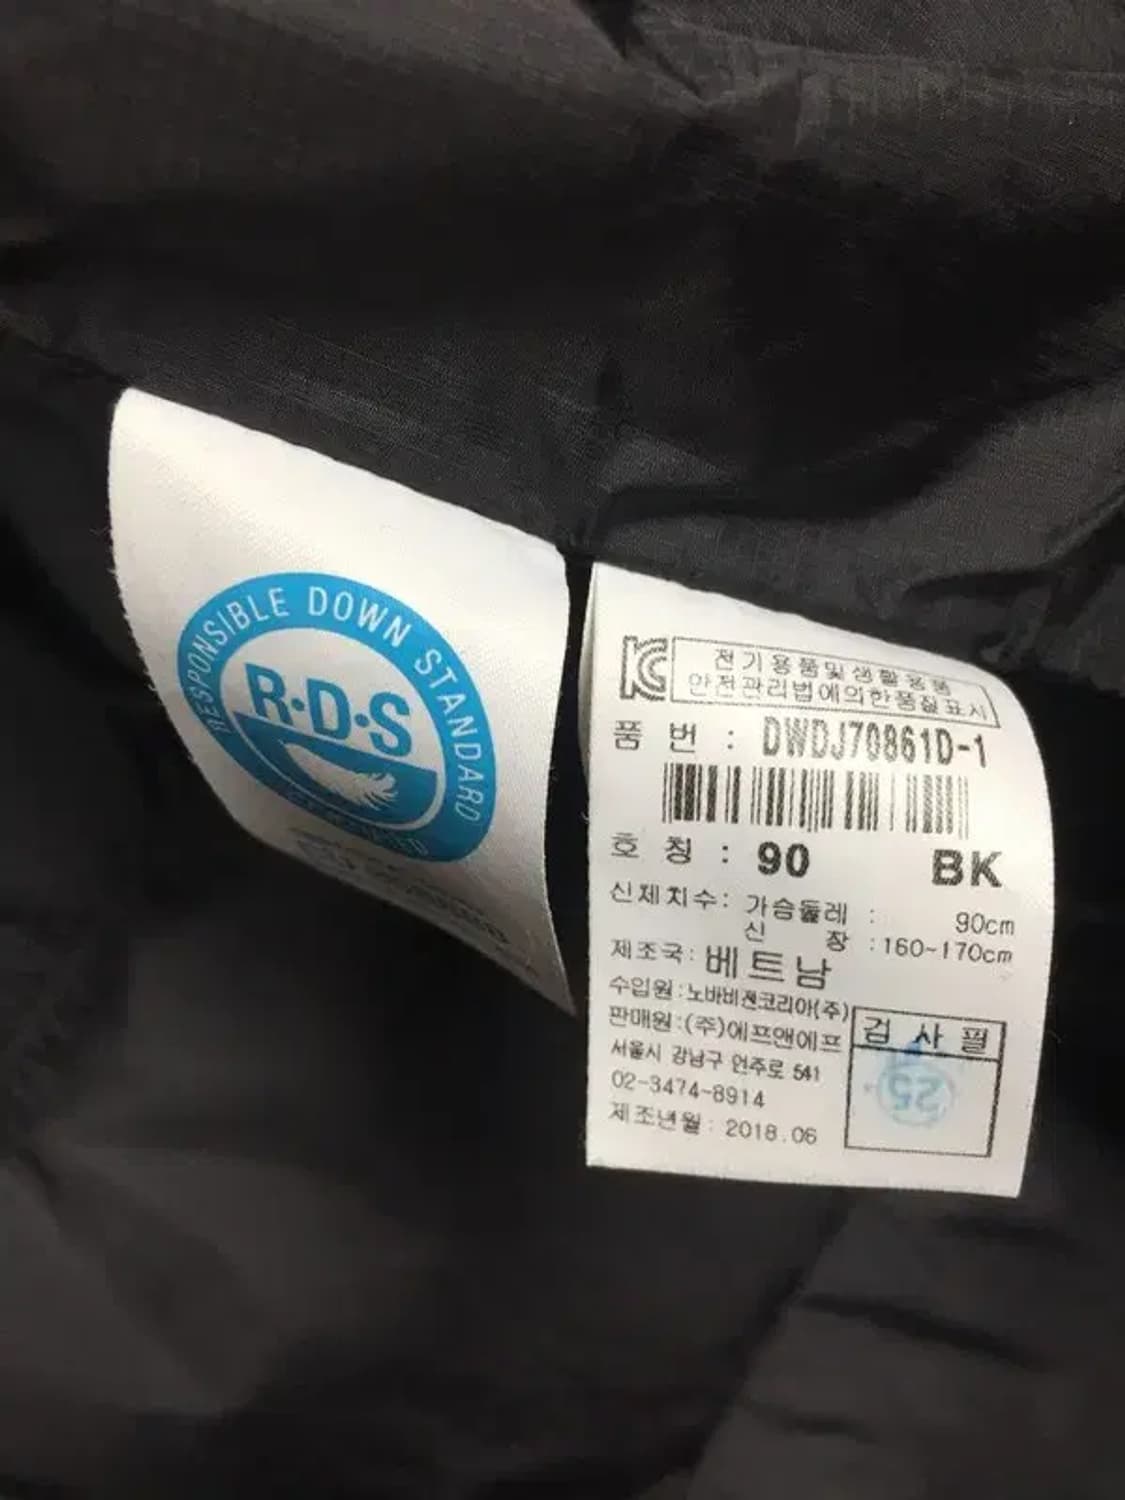 RESPONSIBLE DOWN STANDARD
R·D·S
전기용품및생활용품
안전관리법에의한품질표시
품 번 : DWDJ70861D-1
호 칭 : 90 BK
신체치수: 가슴둘레 : 90cm
신 장 :160~170cm
제조국: 베트남
수입원:노바비젼코리아(주)
판매원:(주)에프앤에프
서울시 강남구 언주로 541
02-3474-8914
제조년월: 2018.06
검 사 필
25